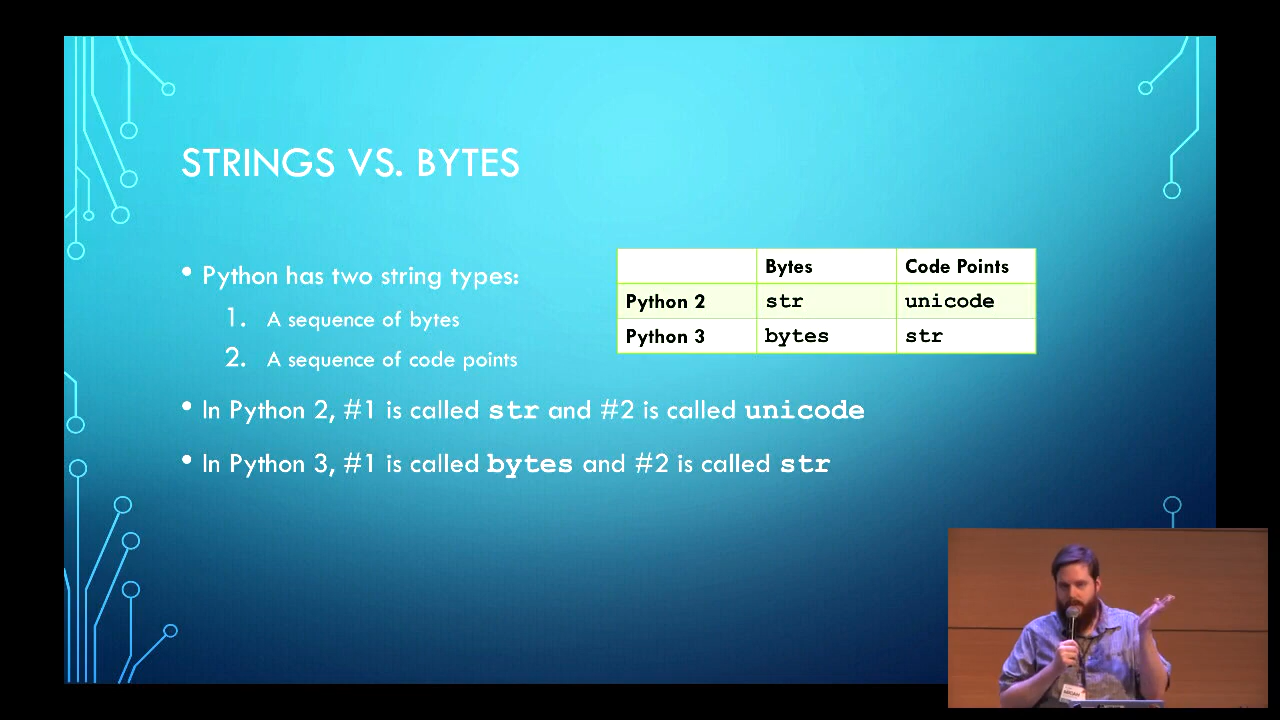 STRINGS VS. BYTES
• Python has two string types:
1. A sequence of bytes
2. A sequence of code points
• In Python 2, #1 is called str and #2 is called unicode
• In Python 3, #1 is called bytes and #2 is called str
Bytes Code Points
Python 2 str unicode
Python 3 bytes str